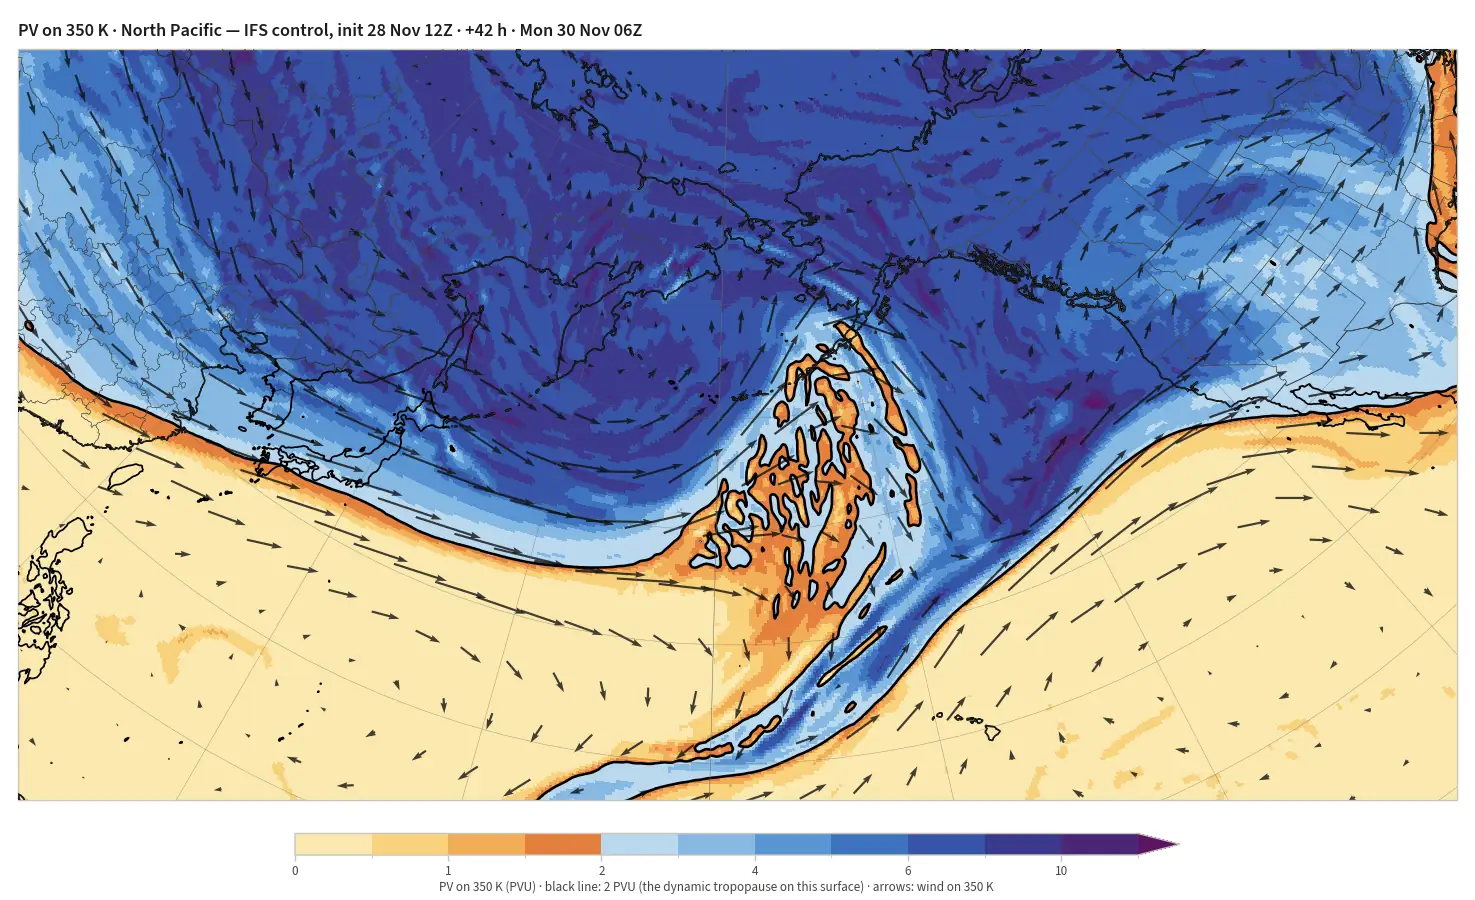 PV on 350 K · North Pacific — IFS control, init 28 Nov 12Z · +42 h · Mon 30 Nov 06Z
0 1 2 4 6 10
PV on 350 K (PVU) · black line: 2 PVU (the dynamic tropopause on this surface) · arrows: wind on 350 K